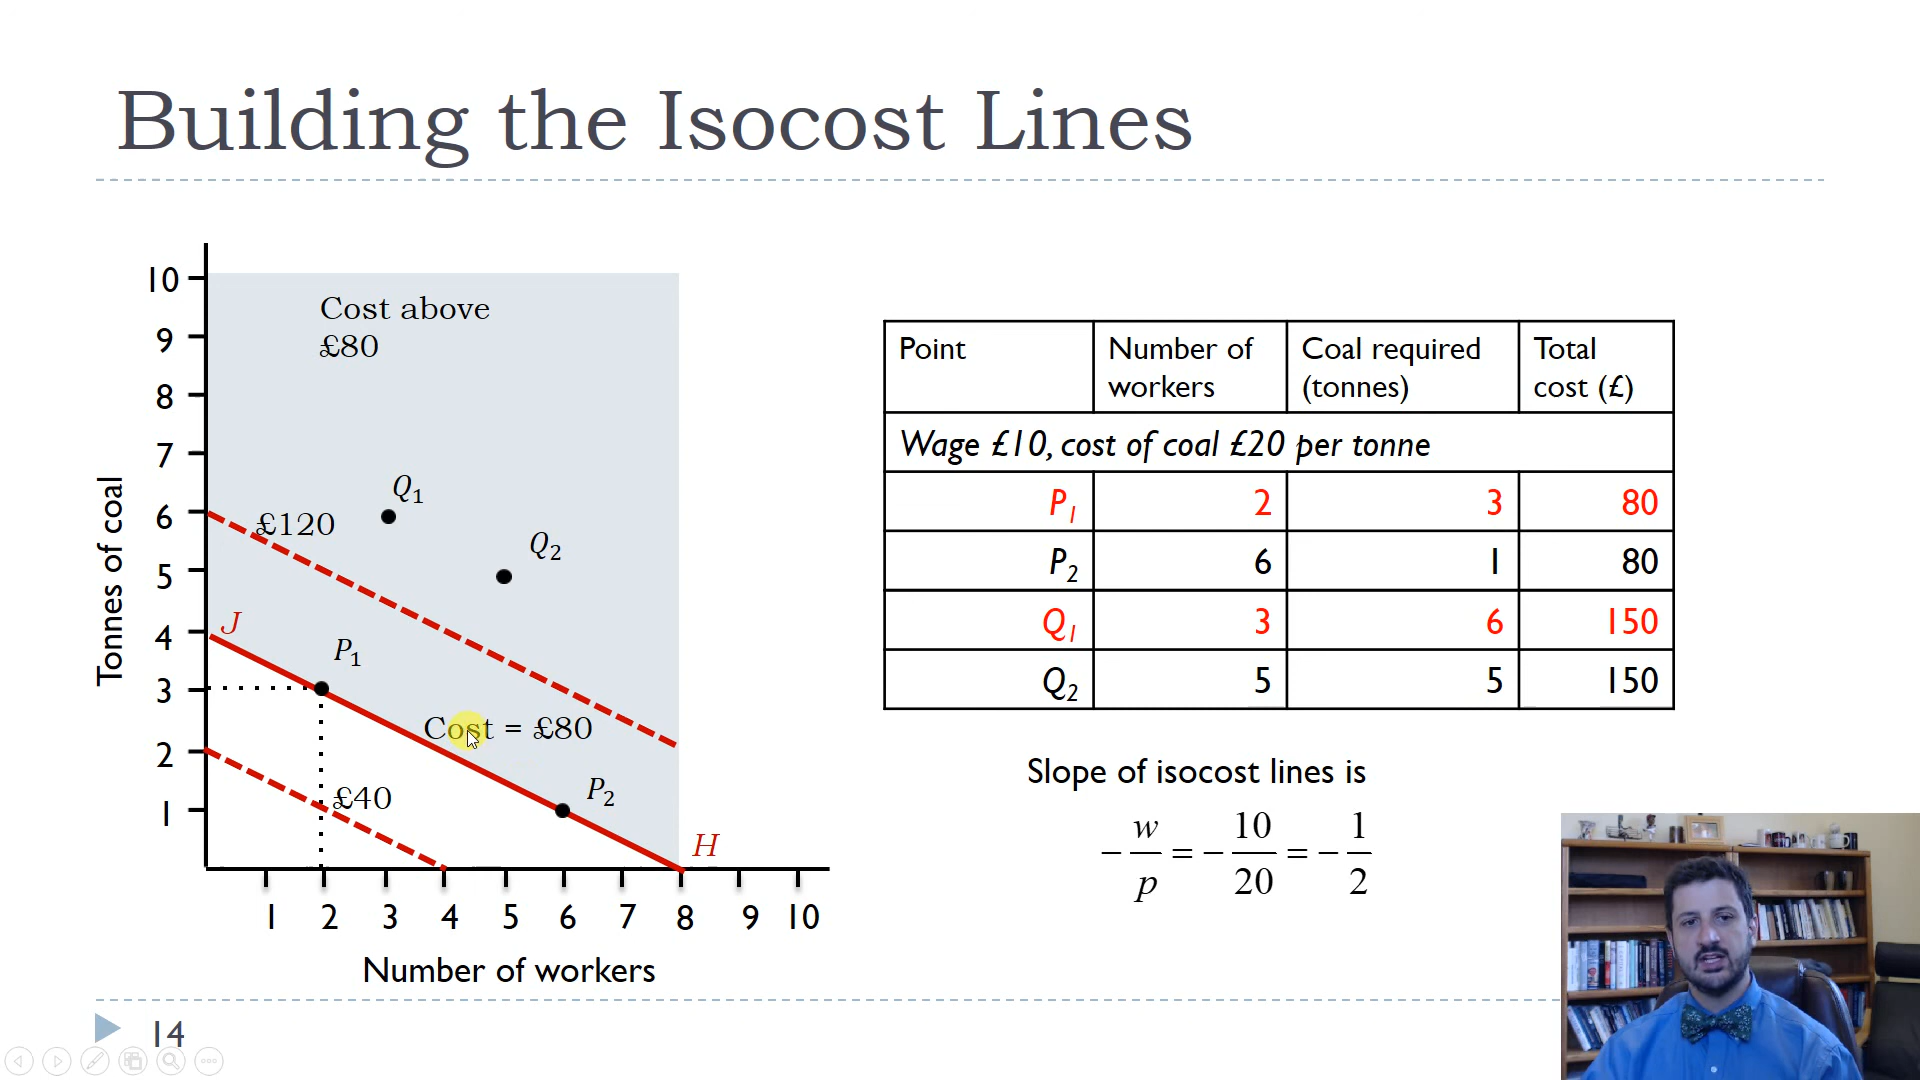 Building the Isocost Lines
10
9
8
7
6
5
4
3
2
1
Tonnes of coal
Cost above
£80
Q1
£120
Q2
J
P1
Cost = £80
£40
P2
H
1 2 3 4 5 6 7 8 9 10
Number of workers
Point Number of workers Coal required (tonnes) Total cost (£)
Wage £10, cost of coal £20 per tonne
P1 2 3 80
P2 6 1 80
Q1 3 6 150
Q2 5 5 150
Slope of isocost lines is
- w/p = - 10/20 = - 1/2
14